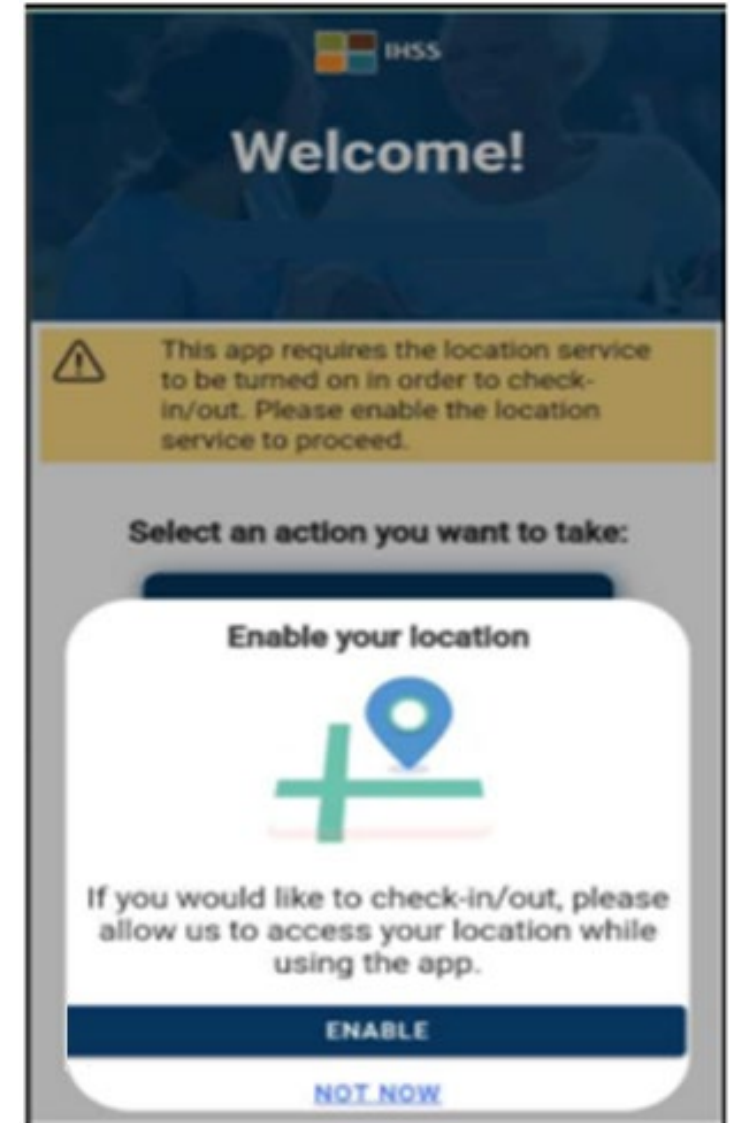 IHSS
Welcome!
This app requires the location service
to be turned on in order to check-
in/out. Please enable the location
service to proceed.
Select an action you want to take:
Enable your location
If you would like to check-in/out, please
allow us to access your location while
using the app.
ENABLE
NOT NOW